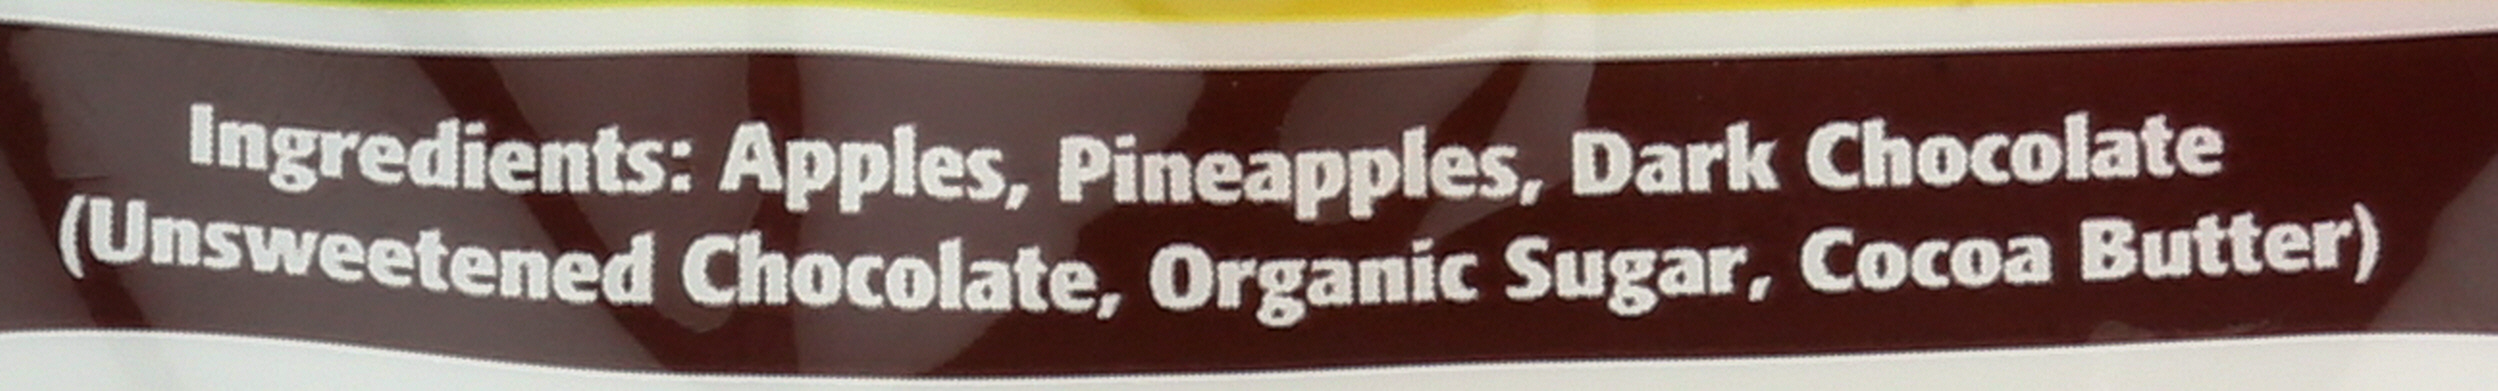 Ingredients: Apples, Pineapples, Dark Chocolate
(Unsweetened Chocolate, Organic Sugar, Cocoa Butter)